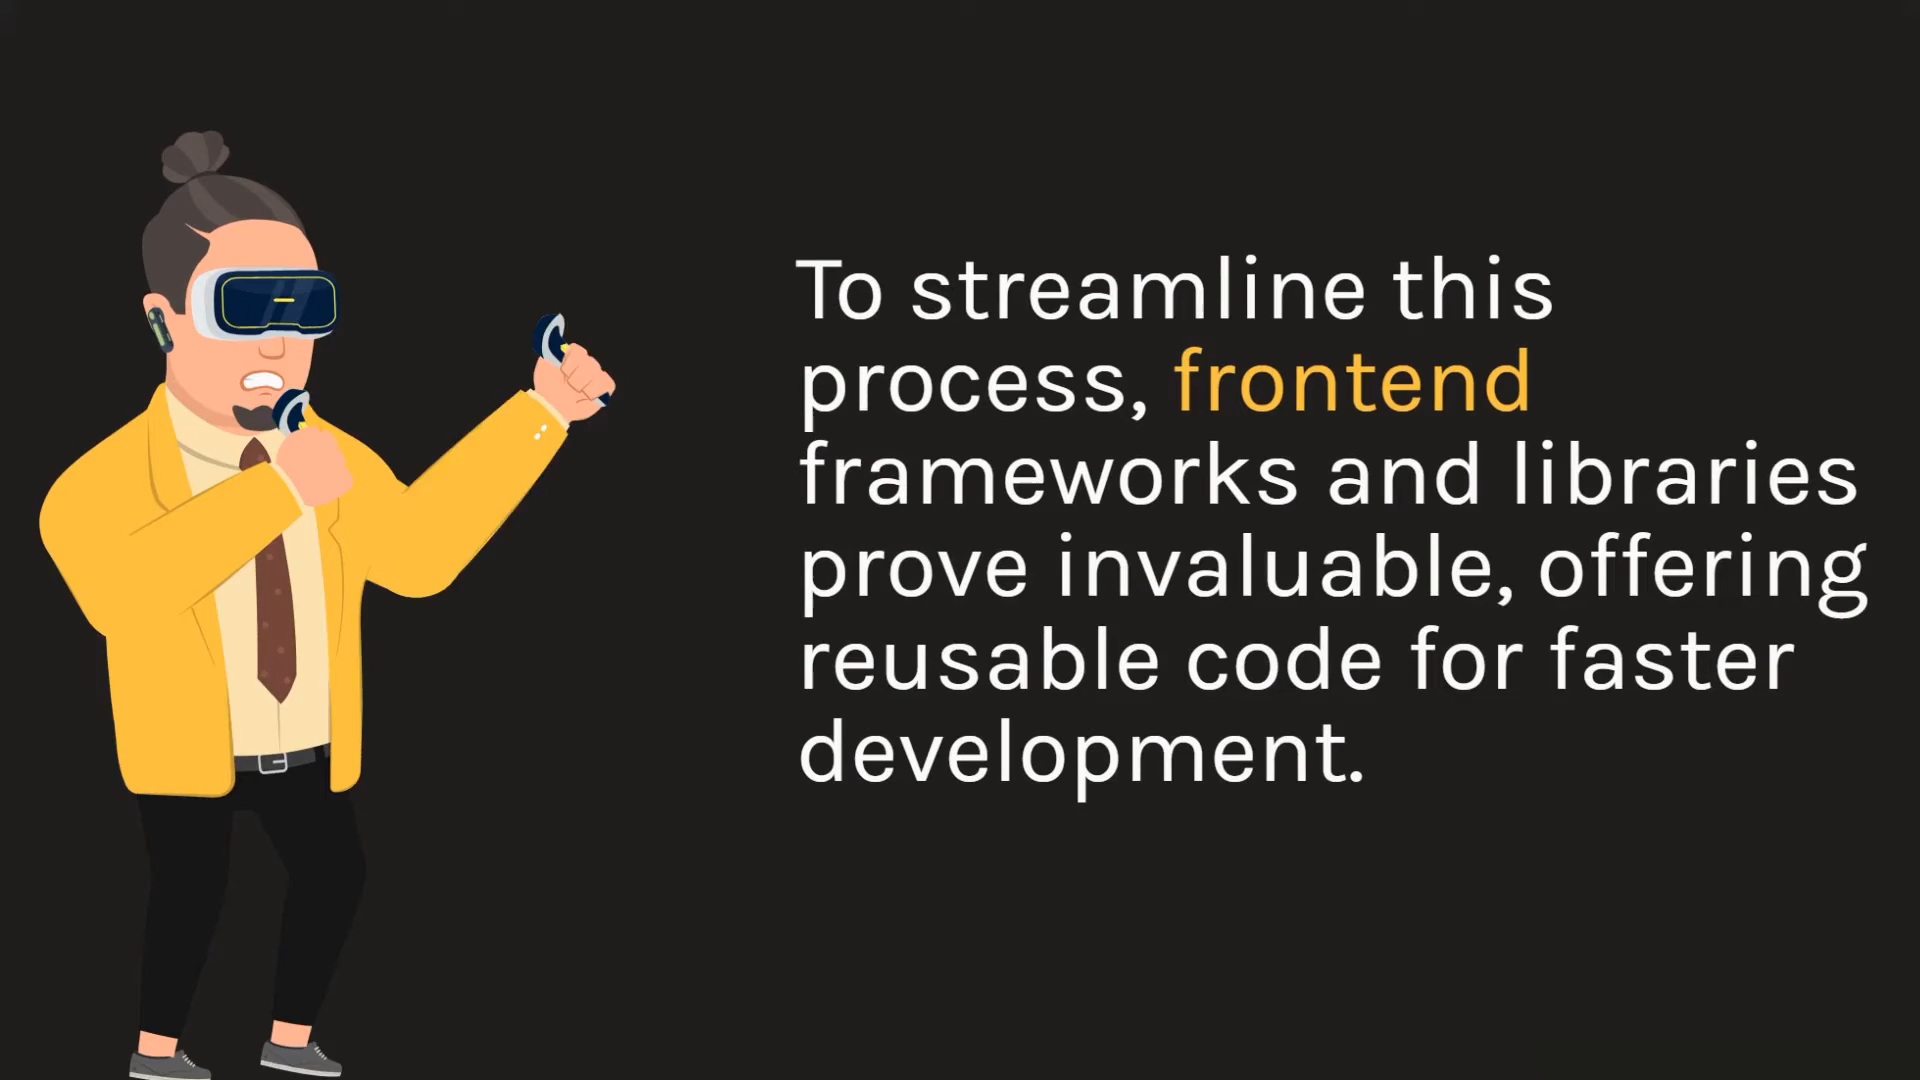 To streamline this
process, frontend
frameworks and libraries
prove invaluable, offering
reusable code for faster
development.